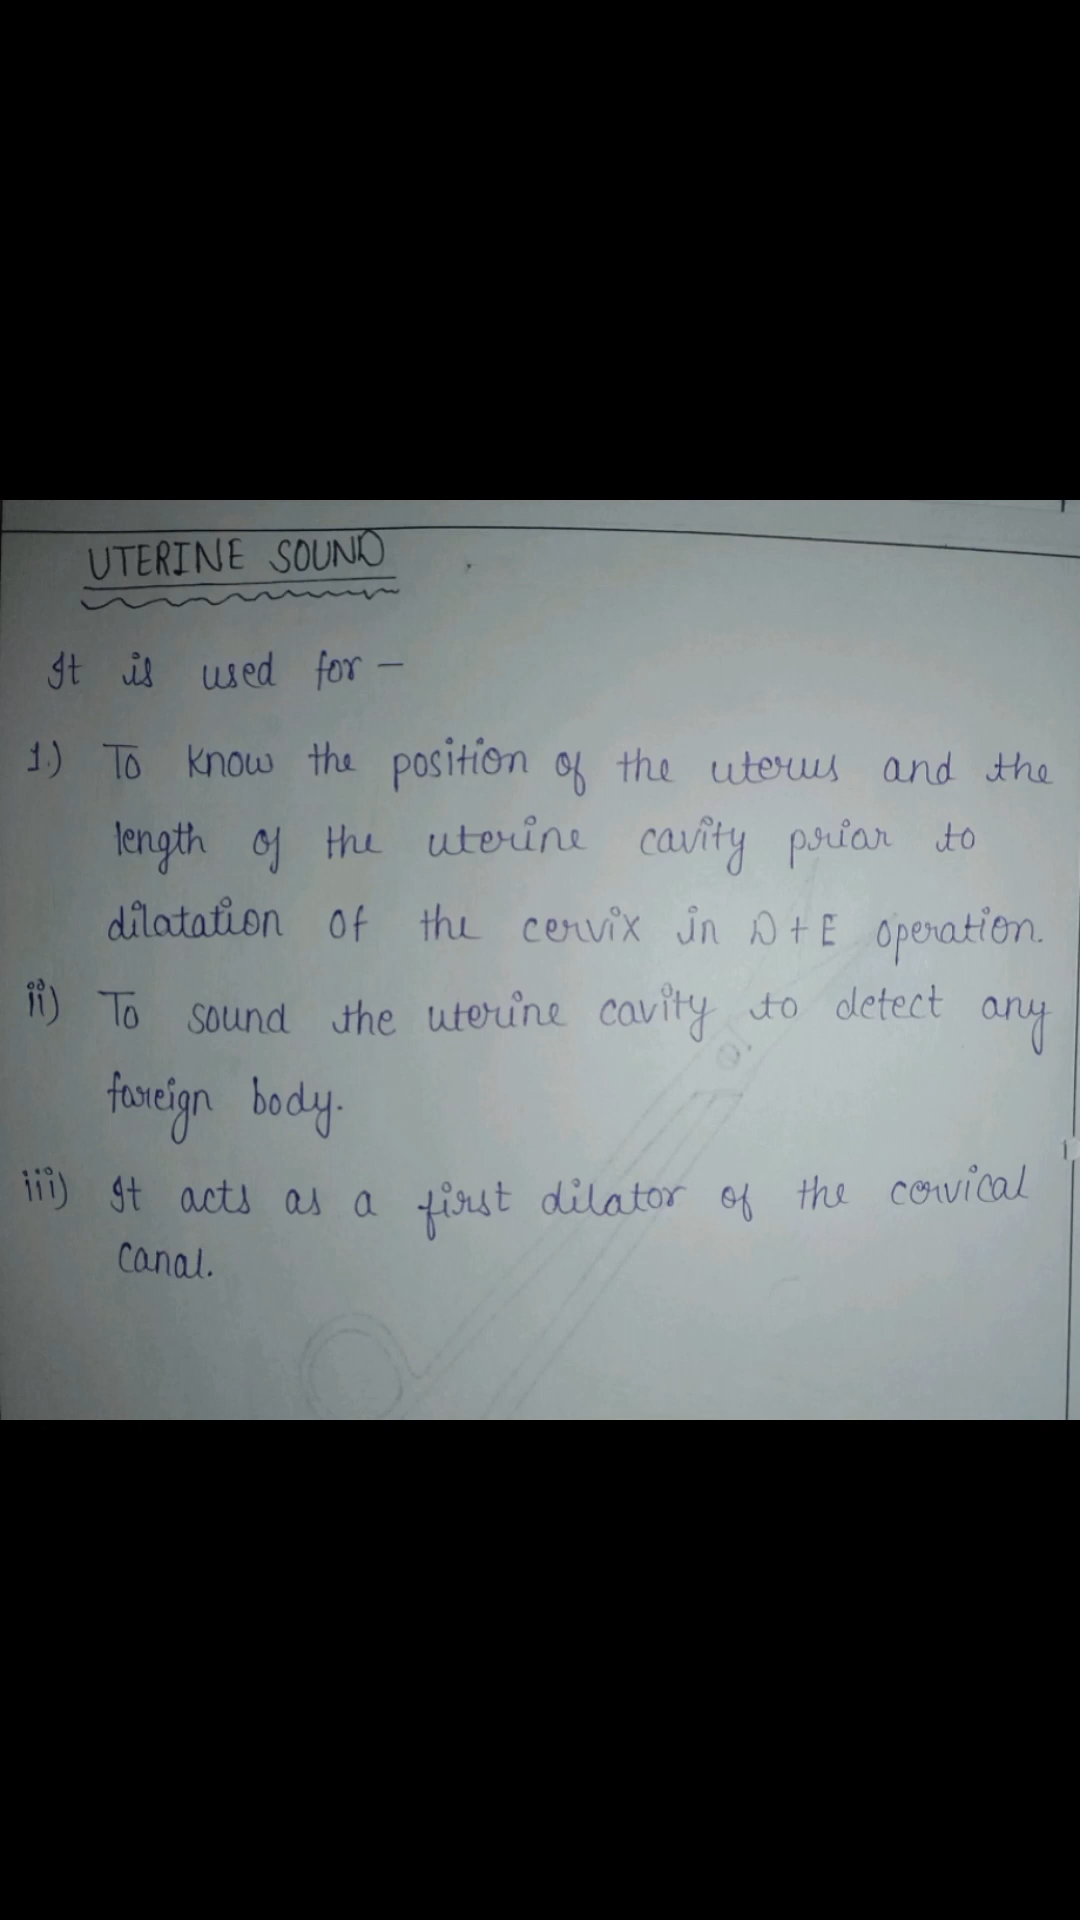 UTERINE SOUND
It is used for -
1.) To know the position of the uterus and the
length of the uterine cavity prior to
dilatation of the cervix in D+E operation.
ii) To sound the uterine cavity to detect any
foreign body.
iii) It acts as a first dilator of the cervical
canal.